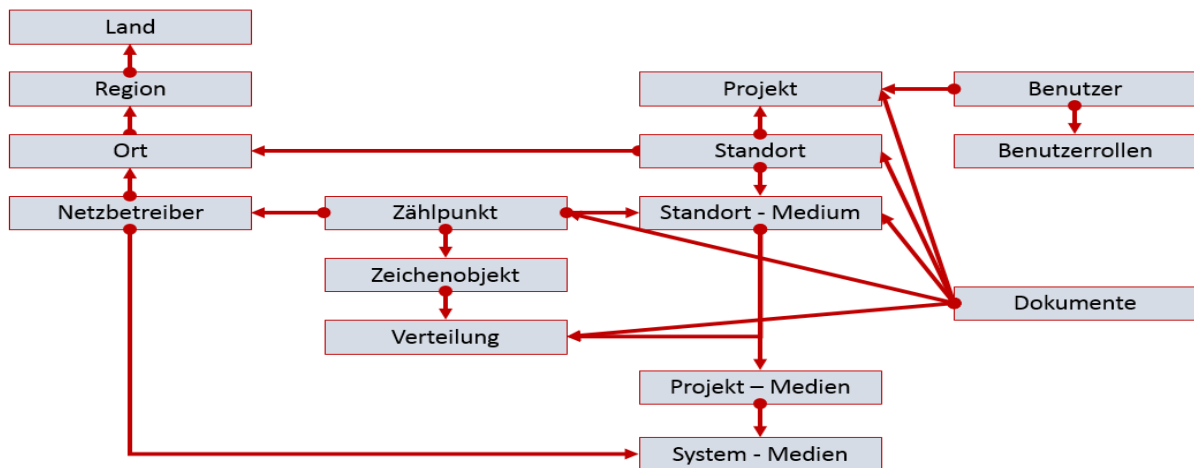 Land
Region
Projekt
Benutzer
Ort
Standort
Benutzerrollen
Netzbetreiber
Zählpunkt
Standort - Medium
Zeichenobjekt
Dokumente
Verteilung
Projekt – Medien
System - Medien